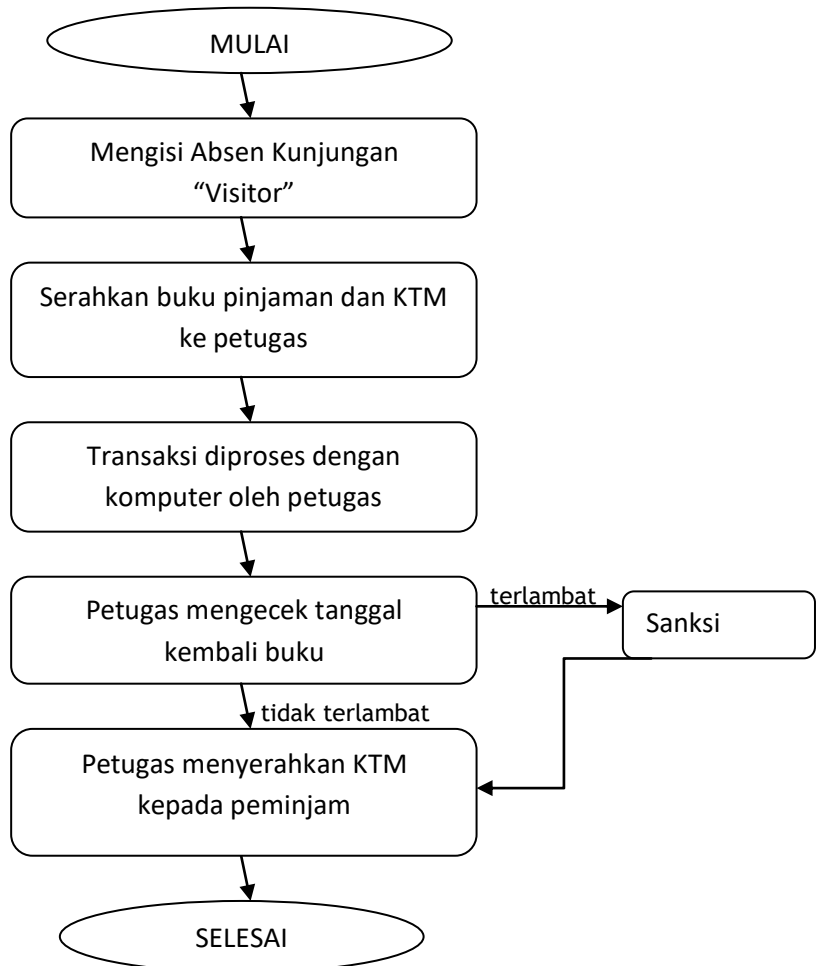 MULAI
Mengisi Absen Kunjungan
“Visitor”
Serahkan buku pinjaman dan KTM
ke petugas
Transaksi diproses dengan
komputer oleh petugas
Petugas mengecek tanggal
kembali buku
terlambat
Sanksi
tidak terlambat
Petugas menyerahkan KTM
kepada peminjam
SELESAI